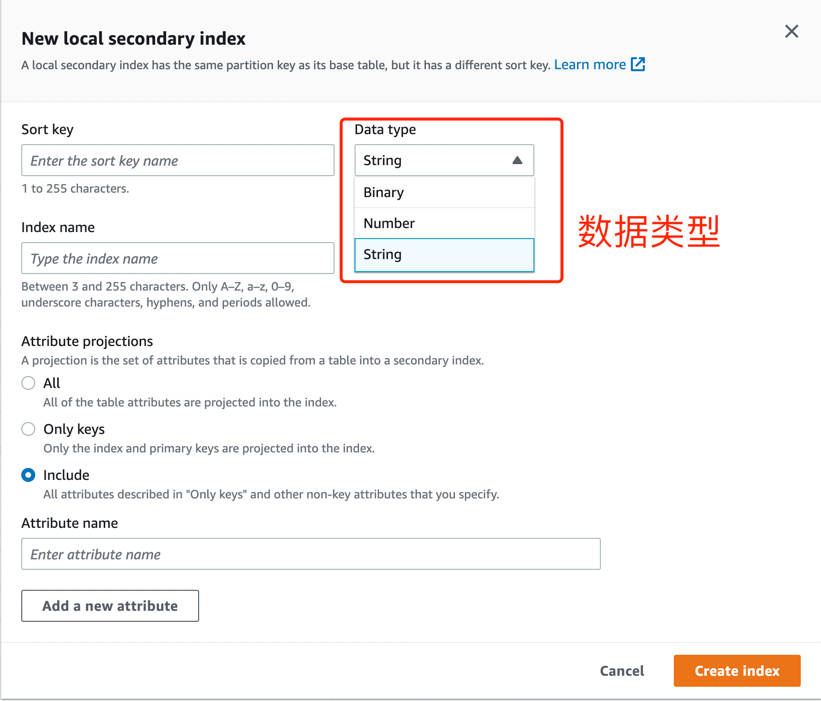 New local secondary index
A local secondary index has the same partition key as its base table, but it has a different sort key. Learn more
Sort key
Enter the sort key name
1 to 255 characters.
Data type
String
Binary
Number
String
数据类型
Index name
Type the index name
Between 3 and 255 characters. Only A–Z, a–z, 0–9,
underscore characters, hyphens, and periods allowed.
Attribute projections
A projection is the set of attributes that is copied from a table into a secondary index.
All
All of the table attributes are projected into the index.
Only keys
Only the index and primary keys are projected into the index.
Include
All attributes described in "Only keys" and other non-key attributes that you specify.
Attribute name
Enter attribute name
Add a new attribute
Cancel
Create index